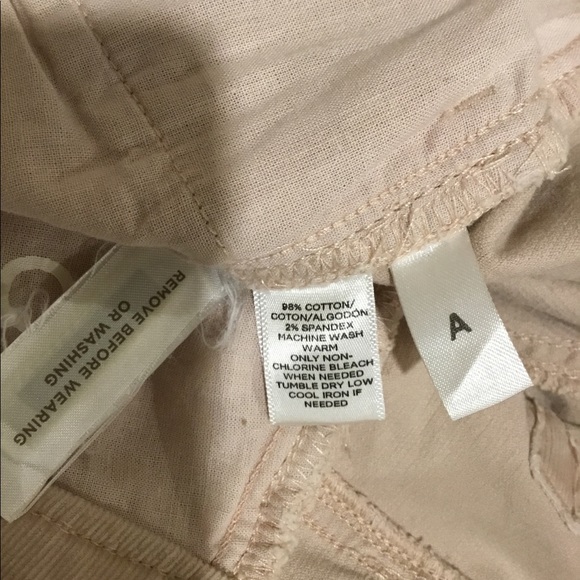 REMOVE BEFORE WEARING
OR WASHING
98% COTTON/
COTON/ALGODÓN
2% SPANDEX
MACHINE WASH
WARM
ONLY NON-
CHLORINE BLEACH
WHEN NEEDED
TUMBLE DRY LOW
COOL IRON IF
NEEDED
A